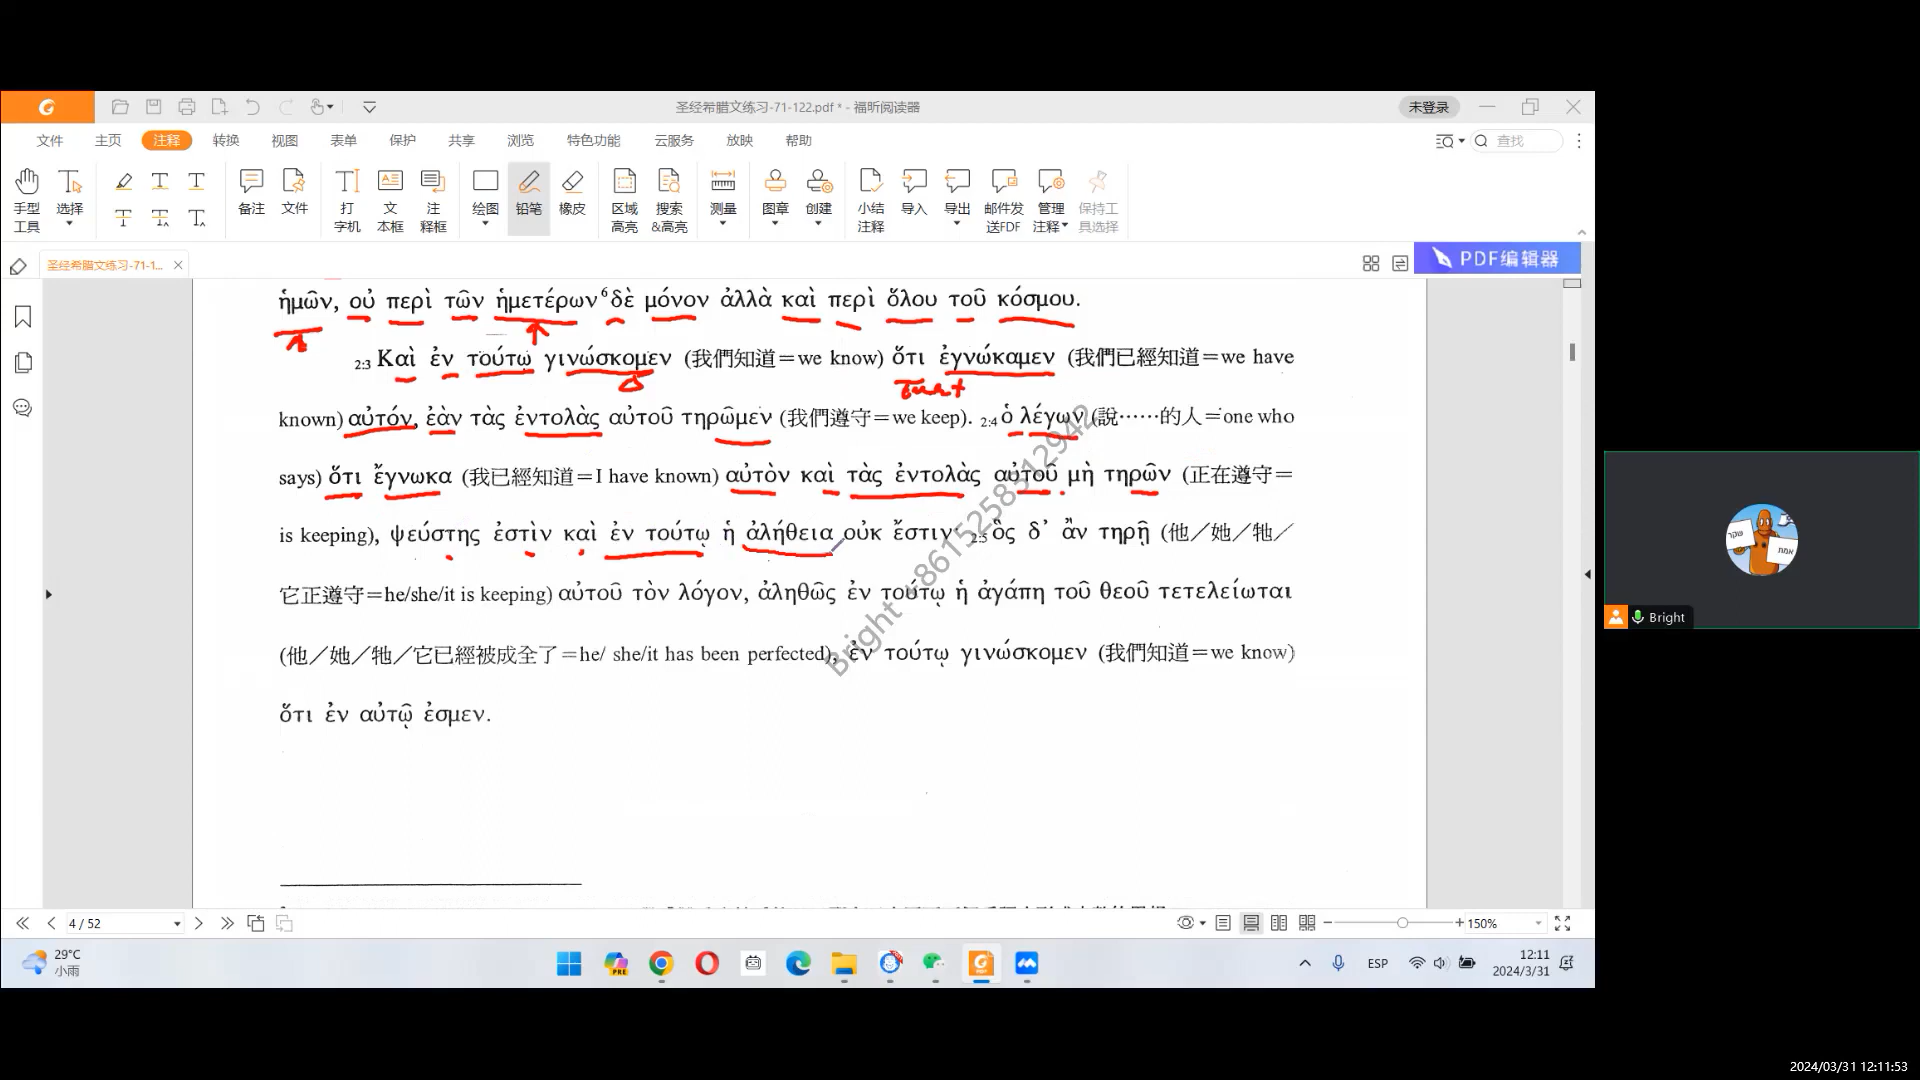 圣经希腊文练习-71-122.pdf * - 福昕阅读器
未登录
文件 主页 注释 转换 视图 表单 保护 共享 浏览 特色功能 云服务 放映 帮助
查找
手型工具 选择 备注 文件 打字机 文本框 注释框 绘图 铅笔 橡皮 区域高亮 搜索&高亮 测量 图章 创建 小结注释 导入 导出 邮件发送FDF 管理注释 保持工具选择
圣经希腊文练习-71-1...
PDF编辑器
ἡμῶν, οὐ περὶ τῶν ἡμετέρων⁶ δὲ μόνον ἀλλὰ καὶ περὶ ὅλου τοῦ κόσμου.
2:3 Καὶ ἐν τούτῳ γινώσκομεν (我們知道=we know) ὅτι ἐγνώκαμεν (我們已經知道=we have
known) αὐτόν, ἐὰν τὰς ἐντολὰς αὐτοῦ τηρῶμεν (我們遵守=we keep). 2:4 ὁ λέγων (說……的人=one who
says) ὅτι ἔγνωκα (我已經知道=I have known) αὐτὸν καὶ τὰς ἐντολὰς αὐτοῦ μὴ τηρῶν (正在遵守=
is keeping), ψεύστης ἐστὶν καὶ ἐν τούτῳ ἡ ἀλήθεια οὐκ ἔστιν· 2:5 ὃς δ᾽ ἂν τηρῇ (他/她/牠/
它正遵守=he/she/it is keeping) αὐτοῦ τὸν λόγον, ἀληθῶς ἐν τούτῳ ἡ ἀγάπη τοῦ θεοῦ τετελείωται
(他/她/牠/它已經被成全了=he/ she/it has been perfected), ἐν τούτῳ γινώσκομεν (我們知道=we know)
ὅτι ἐν αὐτῷ ἐσμεν.
Bright +8615258512942
Bright
4 / 52
150%
29°C
小雨
ESP
12:11
2024/3/31
2024/03/31 12:11:53